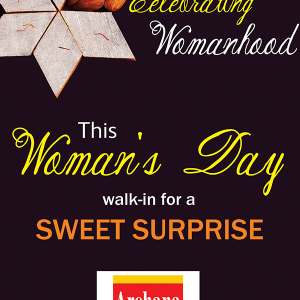 Celebrating
Womanhood
This
Woman's Day
walk-in for a
SWEET SURPRISE
Archana